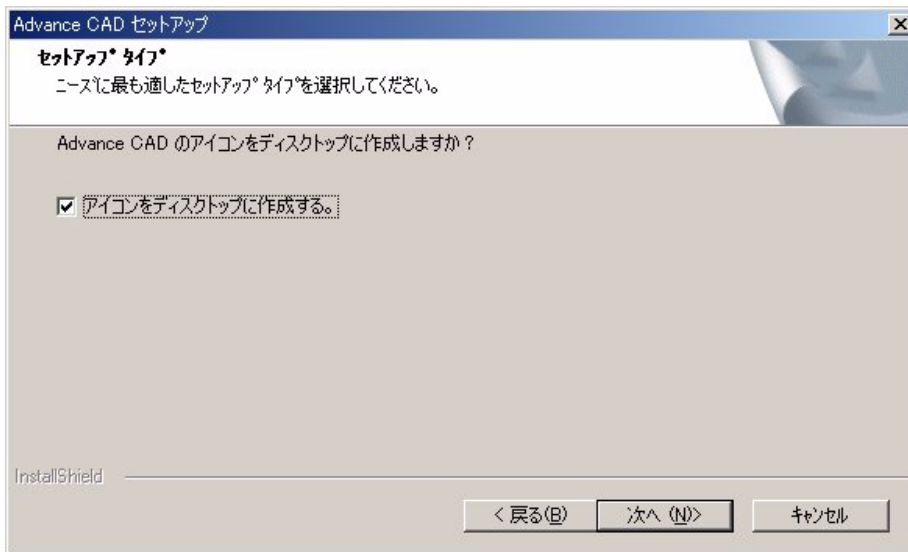 Advance CAD セットアップ
セットアップ タイプ
ニーズに最も適したセットアップ タイプを選択してください。
Advance CAD のアイコンをディスクトップに作成しますか？
アイコンをディスクトップに作成する。
InstallShield
< 戻る(B)
次へ (N)>
キャンセル